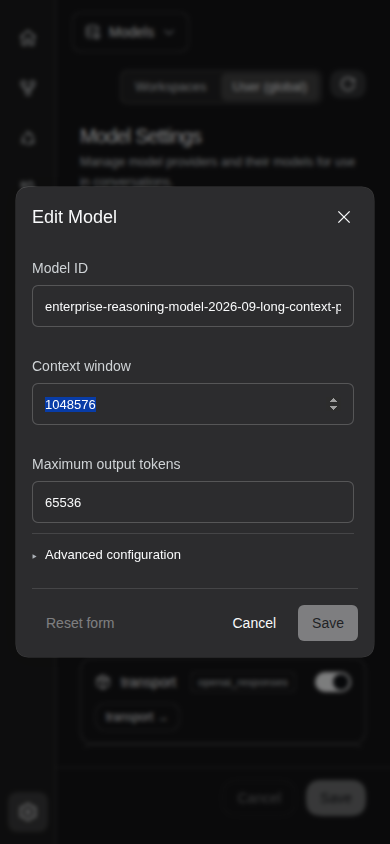 Models
Workspaces
User (global)
Model Settings
Manage model providers and their models for use
in conversations.
Edit Model
Model ID
enterprise-reasoning-model-2026-09-long-context-p
Context window
1048576
Maximum output tokens
65536
Advanced configuration
Reset form
Cancel
Save
transport
openai_responses
transport
Cancel
Save